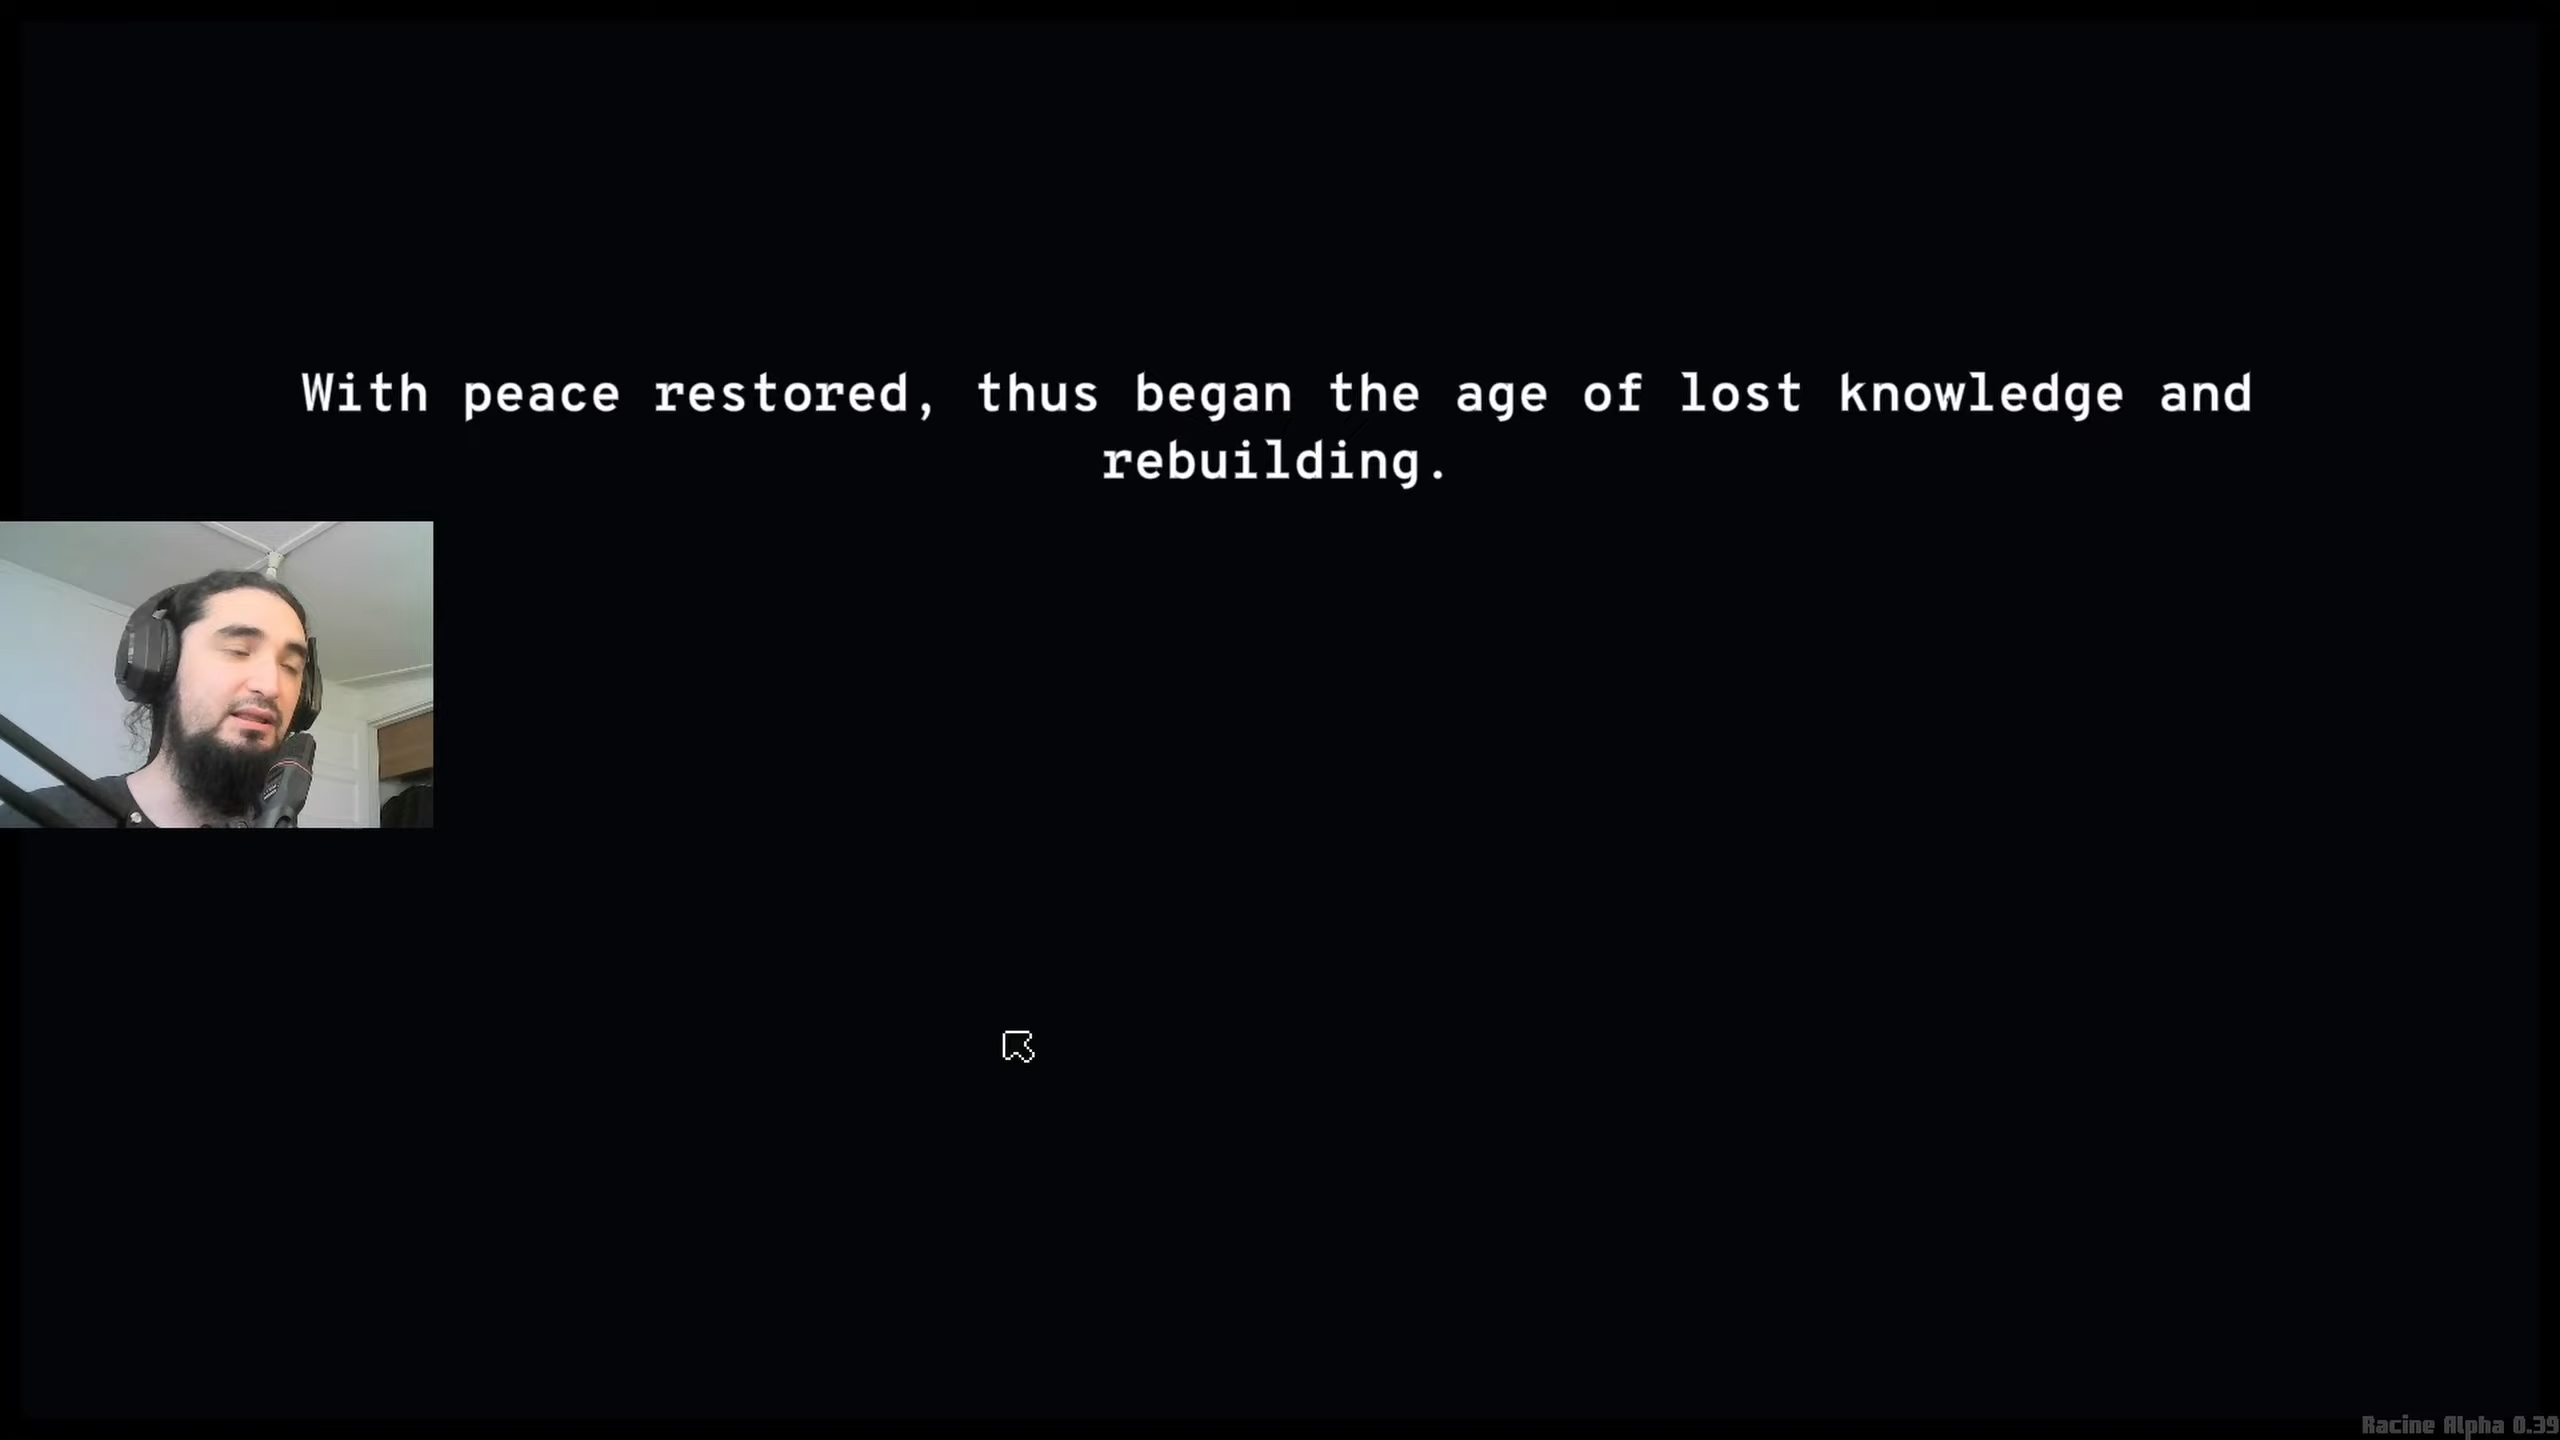 With peace restored, thus began the age of lost knowledge and
rebuilding.
Racine Alpha 0.39